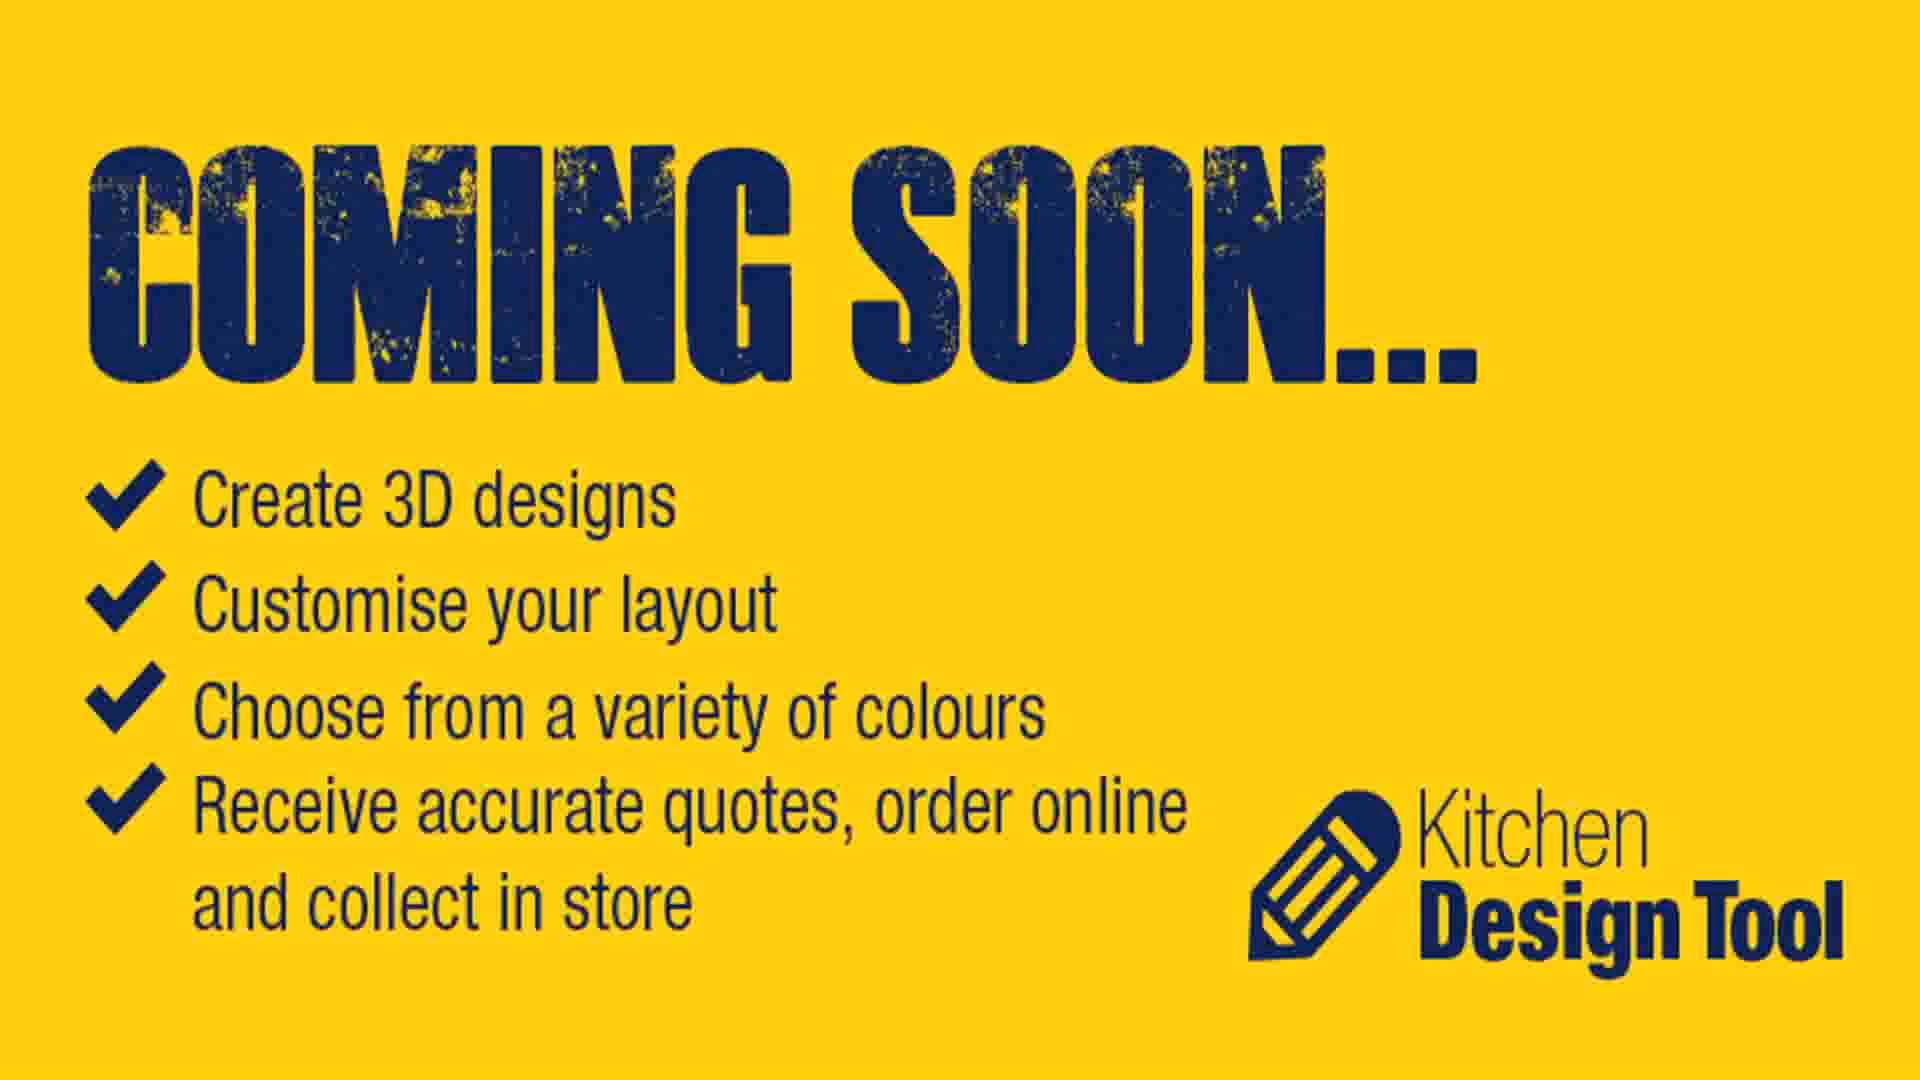 COMING SOON...
Create 3D designs
Customise your layout
Choose from a variety of colours
Receive accurate quotes, order online
and collect in store
Kitchen
Design Tool